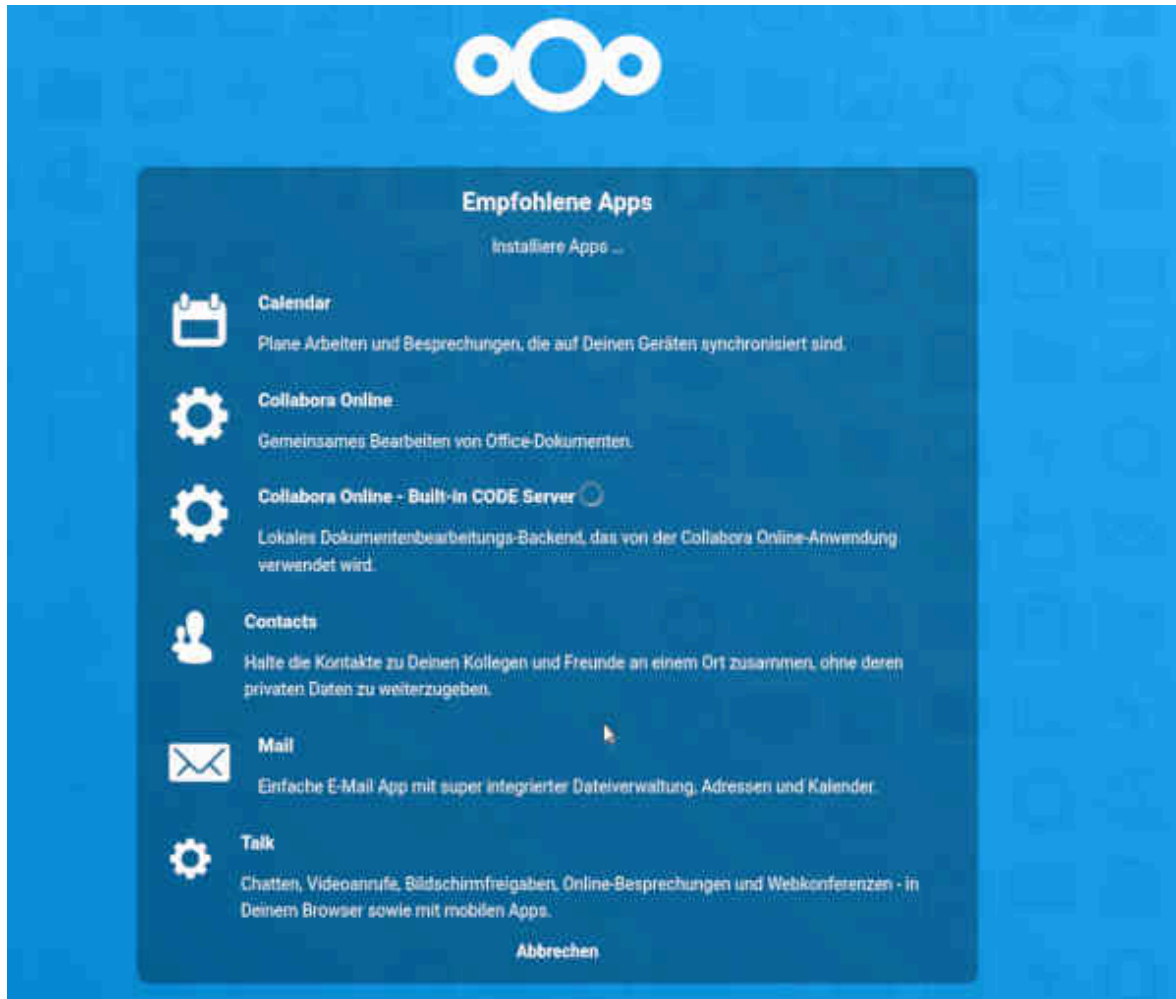 Empfohlene Apps
Installiere Apps ...
Calendar
Plane Arbeiten und Besprechungen, die auf Deinen Geräten synchronisiert sind.
Collabora Online
Gemeinsames Bearbeiten von Office-Dokumenten.
Collabora Online - Built-in CODE Server
Lokales Dokumentenbearbeitungs-Backend, das von der Collabora Online-Anwendung
verwendet wird.
Contacts
Halte die Kontakte zu Deinen Kollegen und Freunde an einem Ort zusammen, ohne deren
privaten Daten zu weiterzugeben.
Mail
Einfache E-Mail App mit super integrierter Dateiverwaltung, Adressen und Kalender.
Talk
Chatten, Videoanrufe, Bildschirmfreigaben, Online-Besprechungen und Webkonferenzen - in
Deinem Browser sowie mit mobilen Apps.
Abbrechen